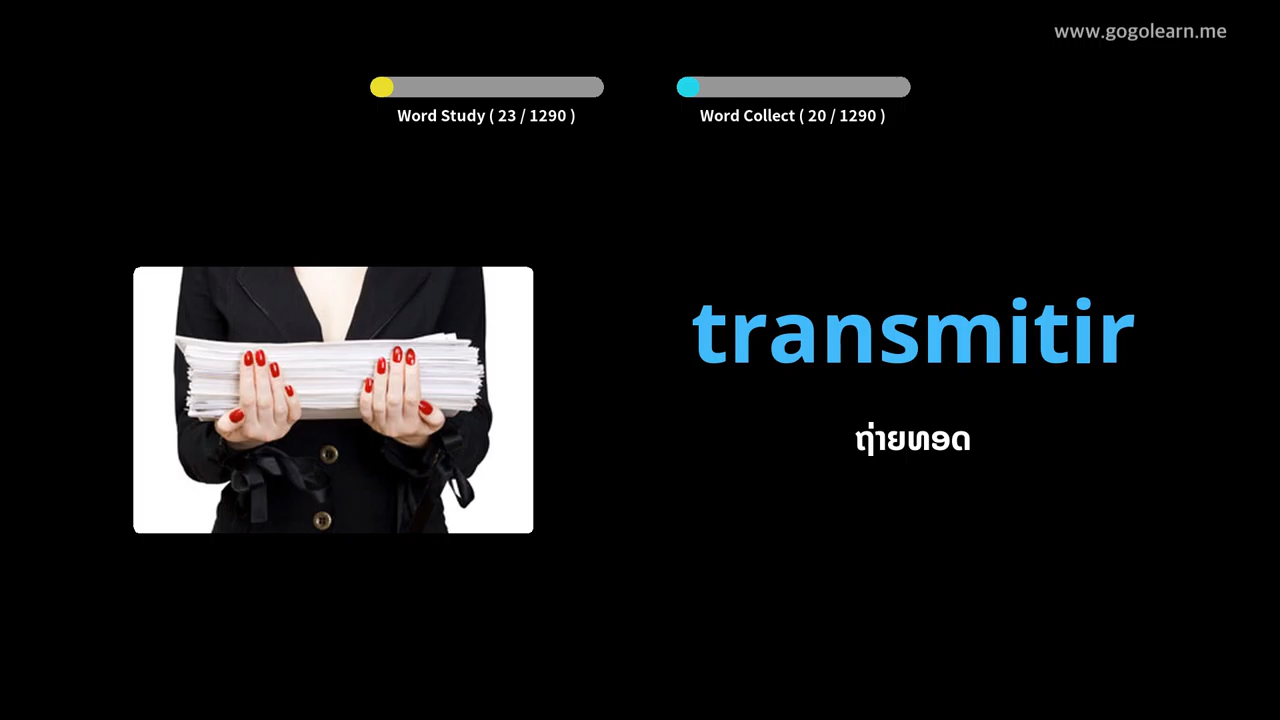 www.gogolearn.me
Word Study ( 23 / 1290 )
Word Collect ( 20 / 1290 )
transmitir
ຖ່າຍທອດ